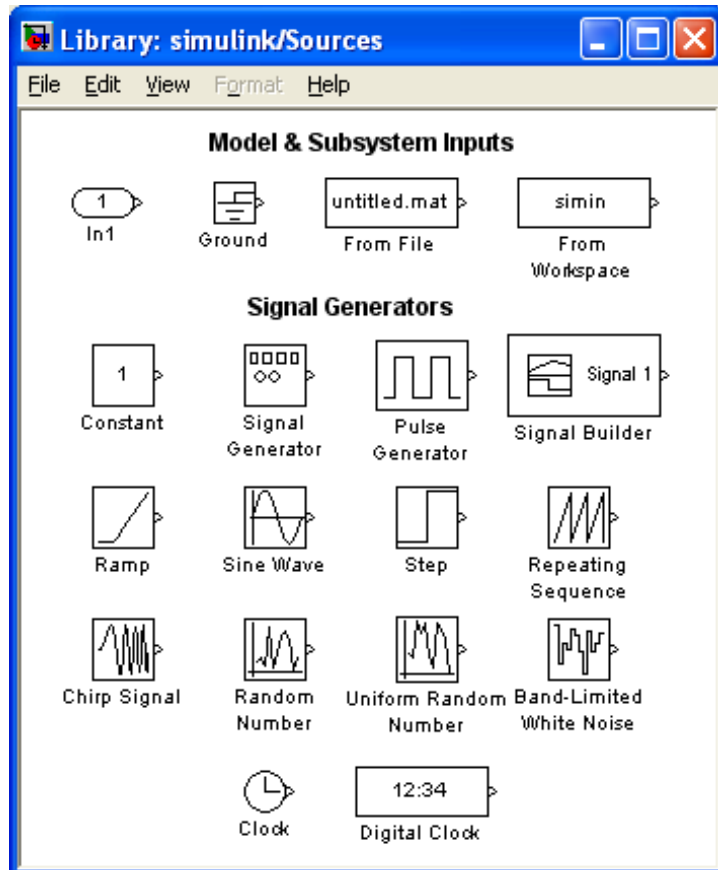 Library: simulink/Sources
File Edit View Format Help
Model & Subsystem Inputs
1 untitled.mat simin
In1 Ground From File From
Workspace
Signal Generators
1 Signal 1
Constant Signal Pulse Signal Builder
Generator Generator
Ramp Sine Wave Step Repeating
Sequence
Chirp Signal Random Uniform Random Band-Limited
Number Number White Noise
12:34
Clock Digital Clock